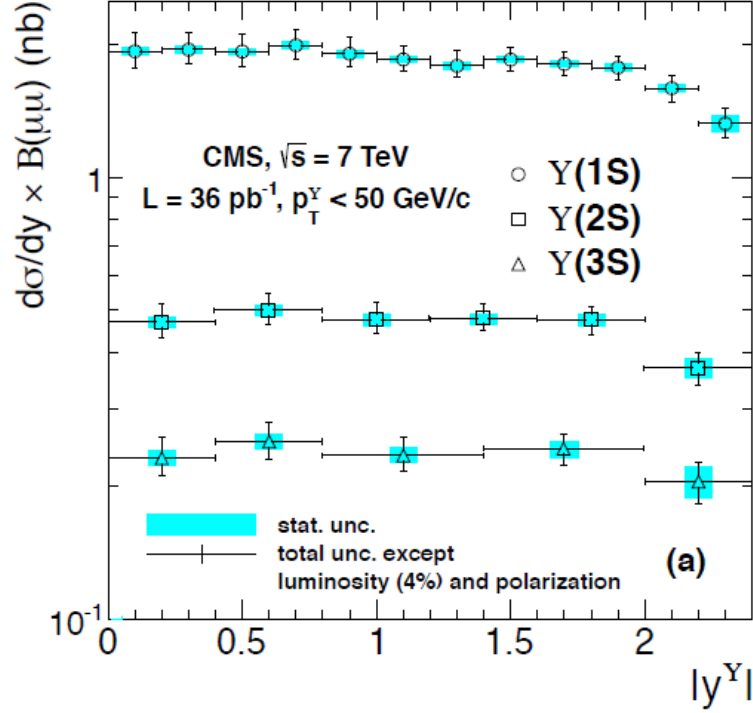 dσ/dy × B(μμ) (nb)
1
10⁻¹
CMS, √s = 7 TeV
L = 36 pb⁻¹, p_T^Υ < 50 GeV/c
Υ(1S)
Υ(2S)
Υ(3S)
stat. unc.
total unc. except
luminosity (4%) and polarization
(a)
0 0.5 1 1.5 2
|y^Υ|